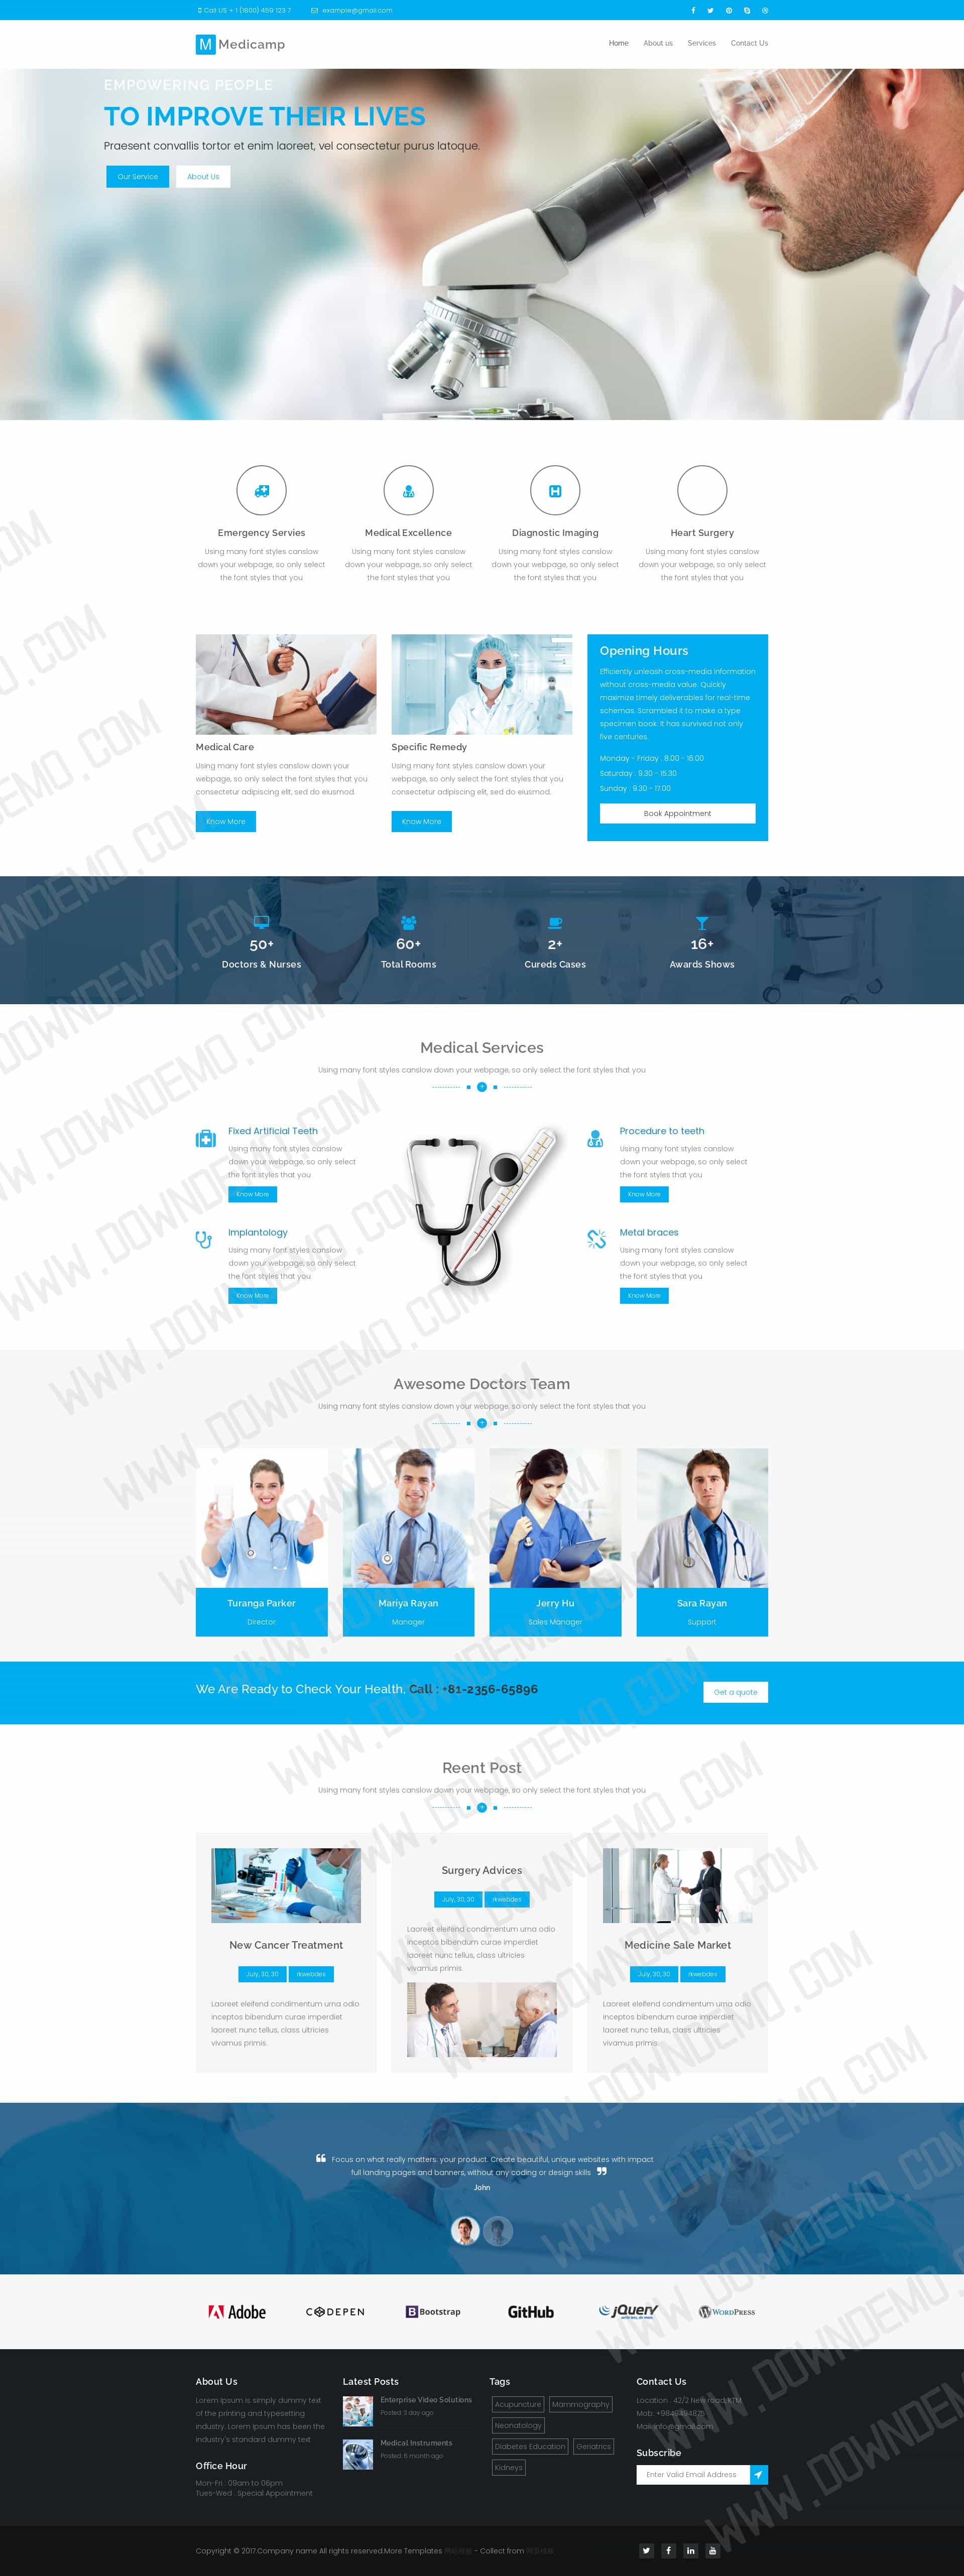 Call US + 1 (1800) 459 123 7
example@gmail.com
M Medicamp
Home
About us
Services
Contact Us
EMPOWERING PEOPLE
TO IMPROVE THEIR LIVES
Praesent convallis tortor et enim laoreet, vel consectetur purus latoque.
Our Service
About Us
Emergency Servies
Using many font styles canslow
down your webpage, so only select
the font styles that you
Medical Excellence
Using many font styles canslow
down your webpage, so only select
the font styles that you
Diagnostic Imaging
Using many font styles canslow
down your webpage, so only select
the font styles that you
Heart Surgery
Using many font styles canslow
down your webpage, so only select
the font styles that you
Medical Care
Using many font styles canslow down your
webpage, so only select the font styles that you
consectetur adipiscing elit, sed do eiusmod.
Know More
Specific Remedy
Using many font styles canslow down your
webpage, so only select the font styles that you
consectetur adipiscing elit, sed do eiusmod.
Know More
Opening Hours
Efficiently unleash cross-media information
without cross-media value. Quickly
maximize timely deliverables for real-time
schemas. Scrambled it to make a type
specimen book. It has survived not only
five centuries.
Monday - Friday : 8.00 - 16.00
Saturday : 9.30 - 15.30
Sunday : 9.30 - 17.00
Book Appointment
50+
Doctors & Nurses
60+
Total Rooms
2+
Cureds Cases
16+
Awards Shows
Medical Services
Using many font styles canslow down your webpage, so only select the font styles that you
Fixed Artificial Teeth
Using many font styles canslow
down your webpage, so only select
the font styles that you
Know More
Implantology
Using many font styles canslow
down your webpage, so only select
the font styles that you
Know More
Procedure to teeth
Using many font styles canslow
down your webpage, so only select
the font styles that you
Know More
Metal braces
Using many font styles canslow
down your webpage, so only select
the font styles that you
Know More
Awesome Doctors Team
Using many font styles canslow down your webpage, so only select the font styles that you
Turanga Parker
Director
Mariya Rayan
Manager
Jerry Hu
Sales Manager
Sara Rayan
Support
We Are Ready to Check Your Health, Call : +81-2356-65896
Get a quote
Reent Post
Using many font styles canslow down your webpage, so only select the font styles that you
New Cancer Treatment
July, 30, 30
rkwebdes
Laoreet eleifend condimentum urna odio
inceptos bibendum curae imperdiet
laoreet nunc tellus, class ultricies
vivamus primis.
Surgery Advices
July, 30, 30
rkwebdes
Laoreet eleifend condimentum urna odio
inceptos bibendum curae imperdiet
laoreet nunc tellus, class ultricies
vivamus primis.
Medicine Sale Market
July, 30, 30
rkwebdes
Laoreet eleifend condimentum urna odio
inceptos bibendum curae imperdiet
laoreet nunc tellus, class ultricies
vivamus primis.
Focus on what really matters: your product. Create beautiful, unique websites with impact
full landing pages and banners, without any coding or design skills
John
Adobe
CODEPEN
B Bootstrap
GitHub
jQuery
WORDPRESS
About Us
Lorem Ipsum is simply dummy text
of the printing and typesetting
industry. Lorem Ipsum has been the
industry's standard dummy text
Office Hour
Mon-Fri : 09am to 06pm
Tues-Wed : Special Appointment
Latest Posts
Enterprise Video Solutions
Posted: 3 day ago
Medical Instruments
Posted: 6 month ago
Tags
Acupuncture
Mammography
Neonatology
Diabetes Education
Geriatrics
Kidneys
Contact Us
Location : 42/2 New road, KTM
Mob: +9849494825
Mail: info@gmail.com
Subscribe
Enter Valid Email Address
Copyright © 2017.Company name All rights reserved.More Templates - Collect from
WWW.DOWNDEMO.COM